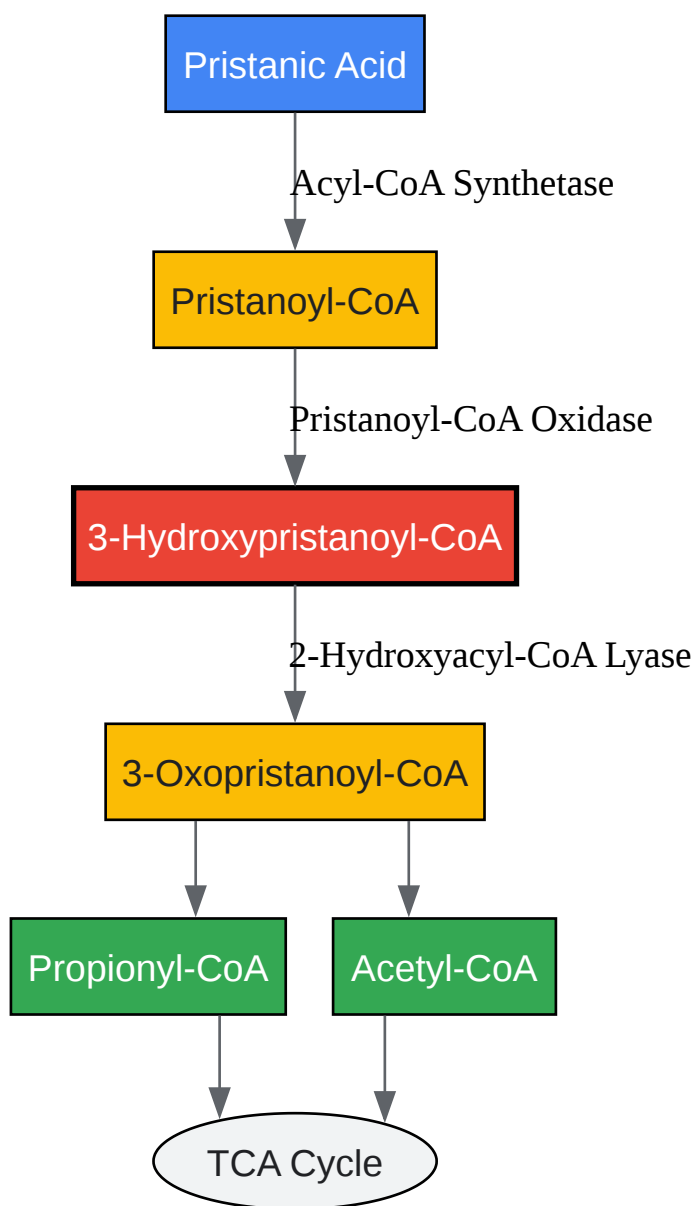 Pristanic Acid
Acyl-CoA Synthetase
Pristanoyl-CoA
Pristanoyl-CoA Oxidase
3-Hydroxypristanoyl-CoA
2-Hydroxyacyl-CoA Lyase
3-Oxopristanoyl-CoA
Propionyl-CoA
Acetyl-CoA
TCA Cycle